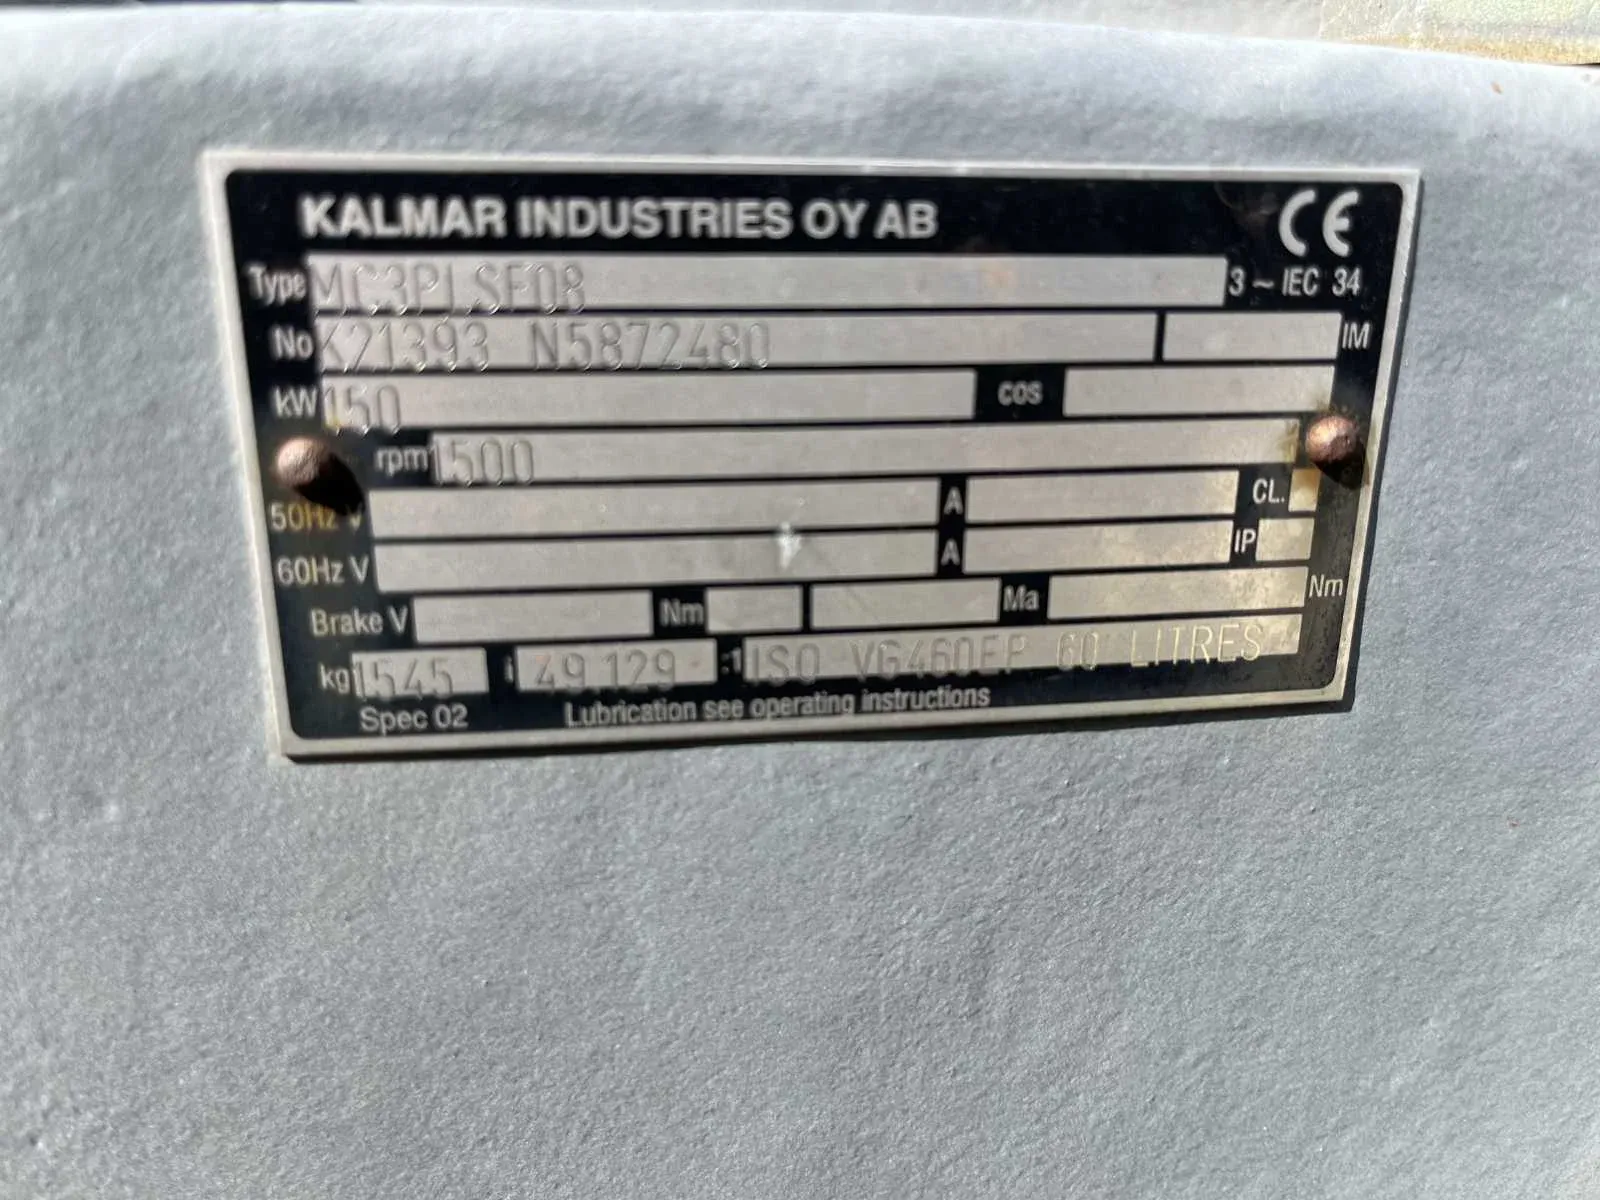 KALMAR INDUSTRIES OY AB CE
Type MC3PLSF08 3 ~ IEC 34
No K21393 N5872480 IM
kW 150 cos
rpm 1500
50Hz V A CL.
60Hz V A IP
Brake V Nm Ma Nm
kg 1545 i 49.129 :1 ISO VG460EP 60 LITRES
Spec 02 Lubrication see operating instructions